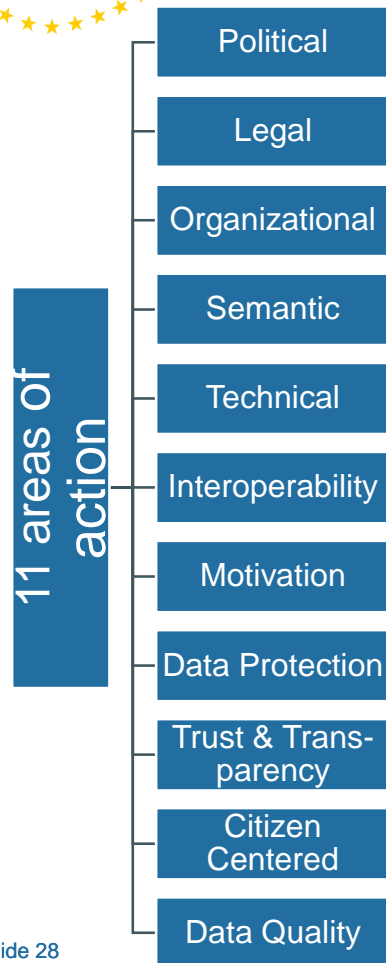 11 areas of
action
Political
Legal
Organizational
Semantic
Technical
Interoperability
Motivation
Data Protection
Trust & Trans-
parency
Citizen
Centered
Data Quality
ide 28